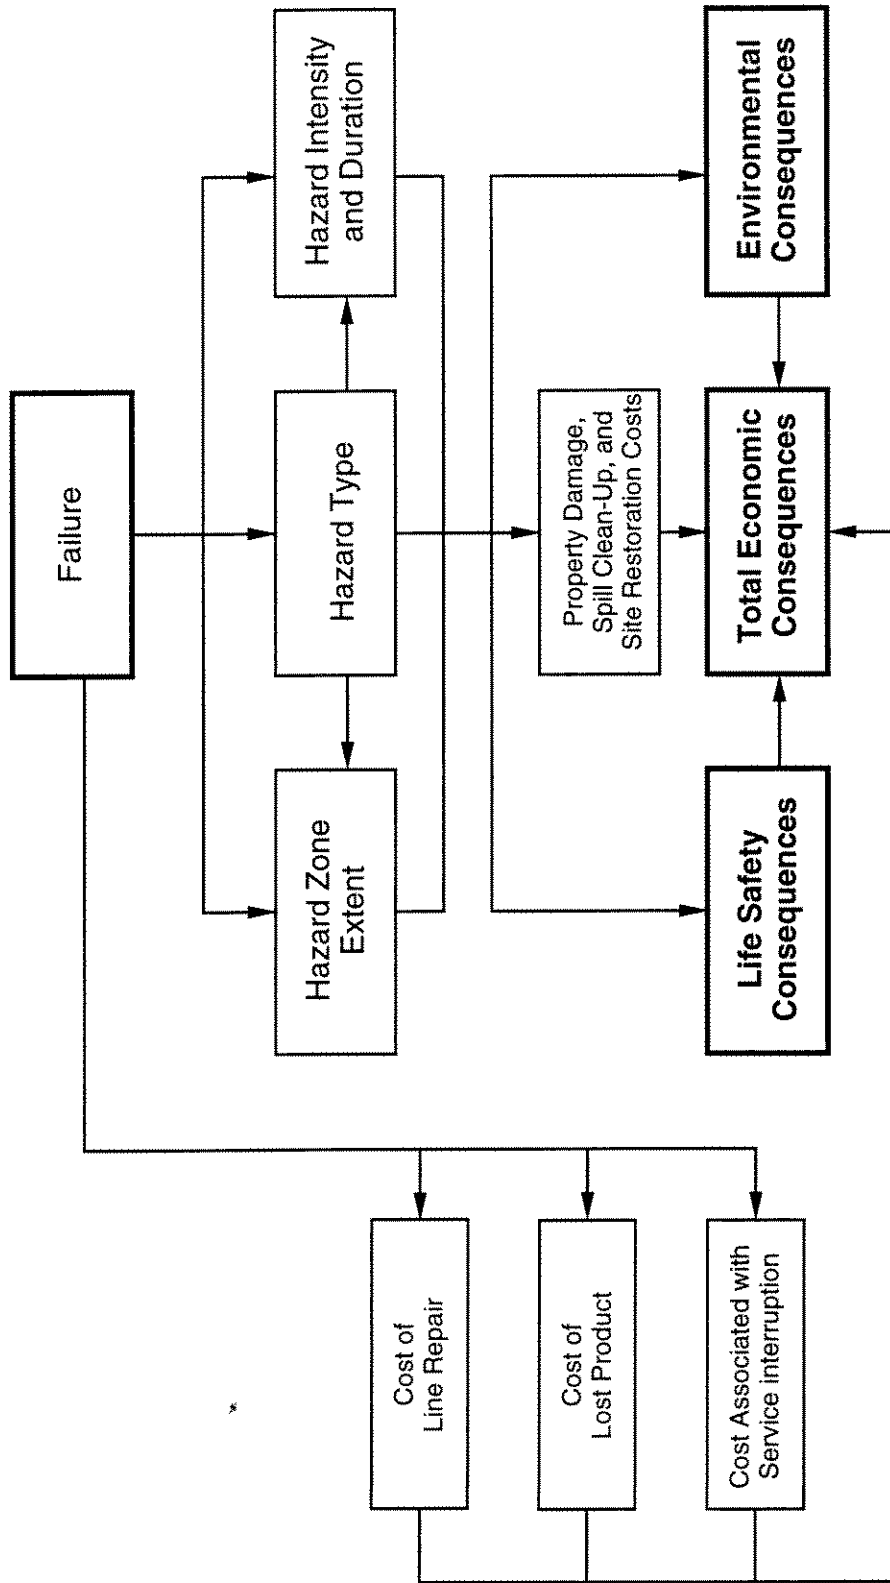 Failure
Hazard Zone
Extent
Hazard Type
Hazard Intensity
and Duration
Cost of
Line Repair
Cost of
Lost Product
Cost Associated with
Service interruption
Property Damage,
Spill Clean-Up, and
Site Restoration Costs
Life Safety
Consequences
Total Economic
Consequences
Environmental
Consequences